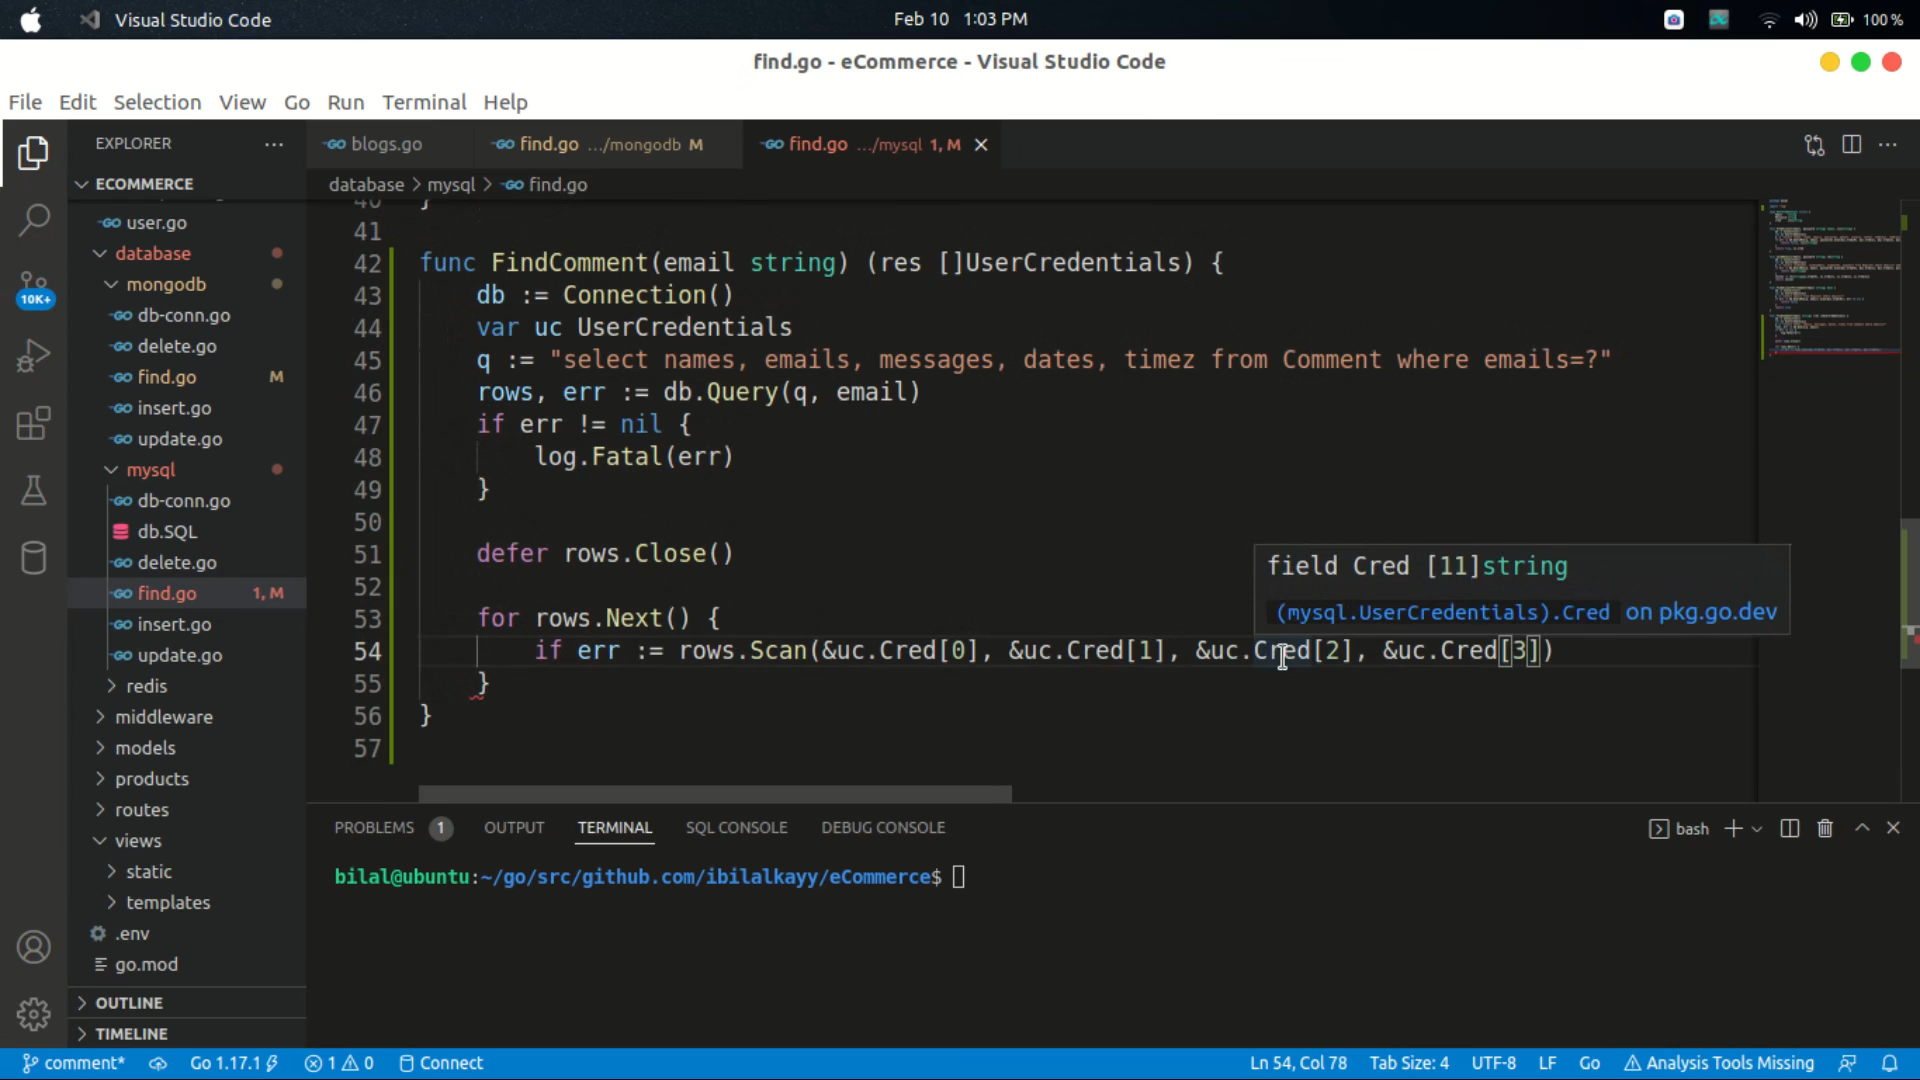 Visual Studio Code
Feb 10 1:03 PM
100 %
find.go - eCommerce - Visual Studio Code
File Edit Selection View Go Run Terminal Help
EXPLORER
blogs.go
find.go .../mongodb M
find.go .../mysql 1, M
ECOMMERCE
database > mysql > find.go
user.go
database
mongodb
db-conn.go
delete.go
find.go M
insert.go
update.go
mysql
db-conn.go
db.SQL
delete.go
find.go 1, M
insert.go
update.go
redis
middleware
models
products
routes
views
static
templates
.env
go.mod
OUTLINE
TIMELINE
10K+
40 }
41
42 func FindComment(email string) (res []UserCredentials) {
43 db := Connection()
44 var uc UserCredentials
45 q := "select names, emails, messages, dates, timez from Comment where emails=?"
46 rows, err := db.Query(q, email)
47 if err != nil {
48 log.Fatal(err)
49 }
50
51 defer rows.Close()
52
53 for rows.Next() {
54 if err := rows.Scan(&uc.Cred[0], &uc.Cred[1], &uc.Cred[2], &uc.Cred[3])
55 }
56 }
57
field Cred [11]string
(mysql.UserCredentials).Cred on pkg.go.dev
PROBLEMS 1 OUTPUT TERMINAL SQL CONSOLE DEBUG CONSOLE
bash
bilal@ubuntu:~/go/src/github.com/ibilalkayy/eCommerce$
comment* Go 1.17.1 1 0 Connect
Ln 54, Col 78 Tab Size: 4 UTF-8 LF Go Analysis Tools Missing